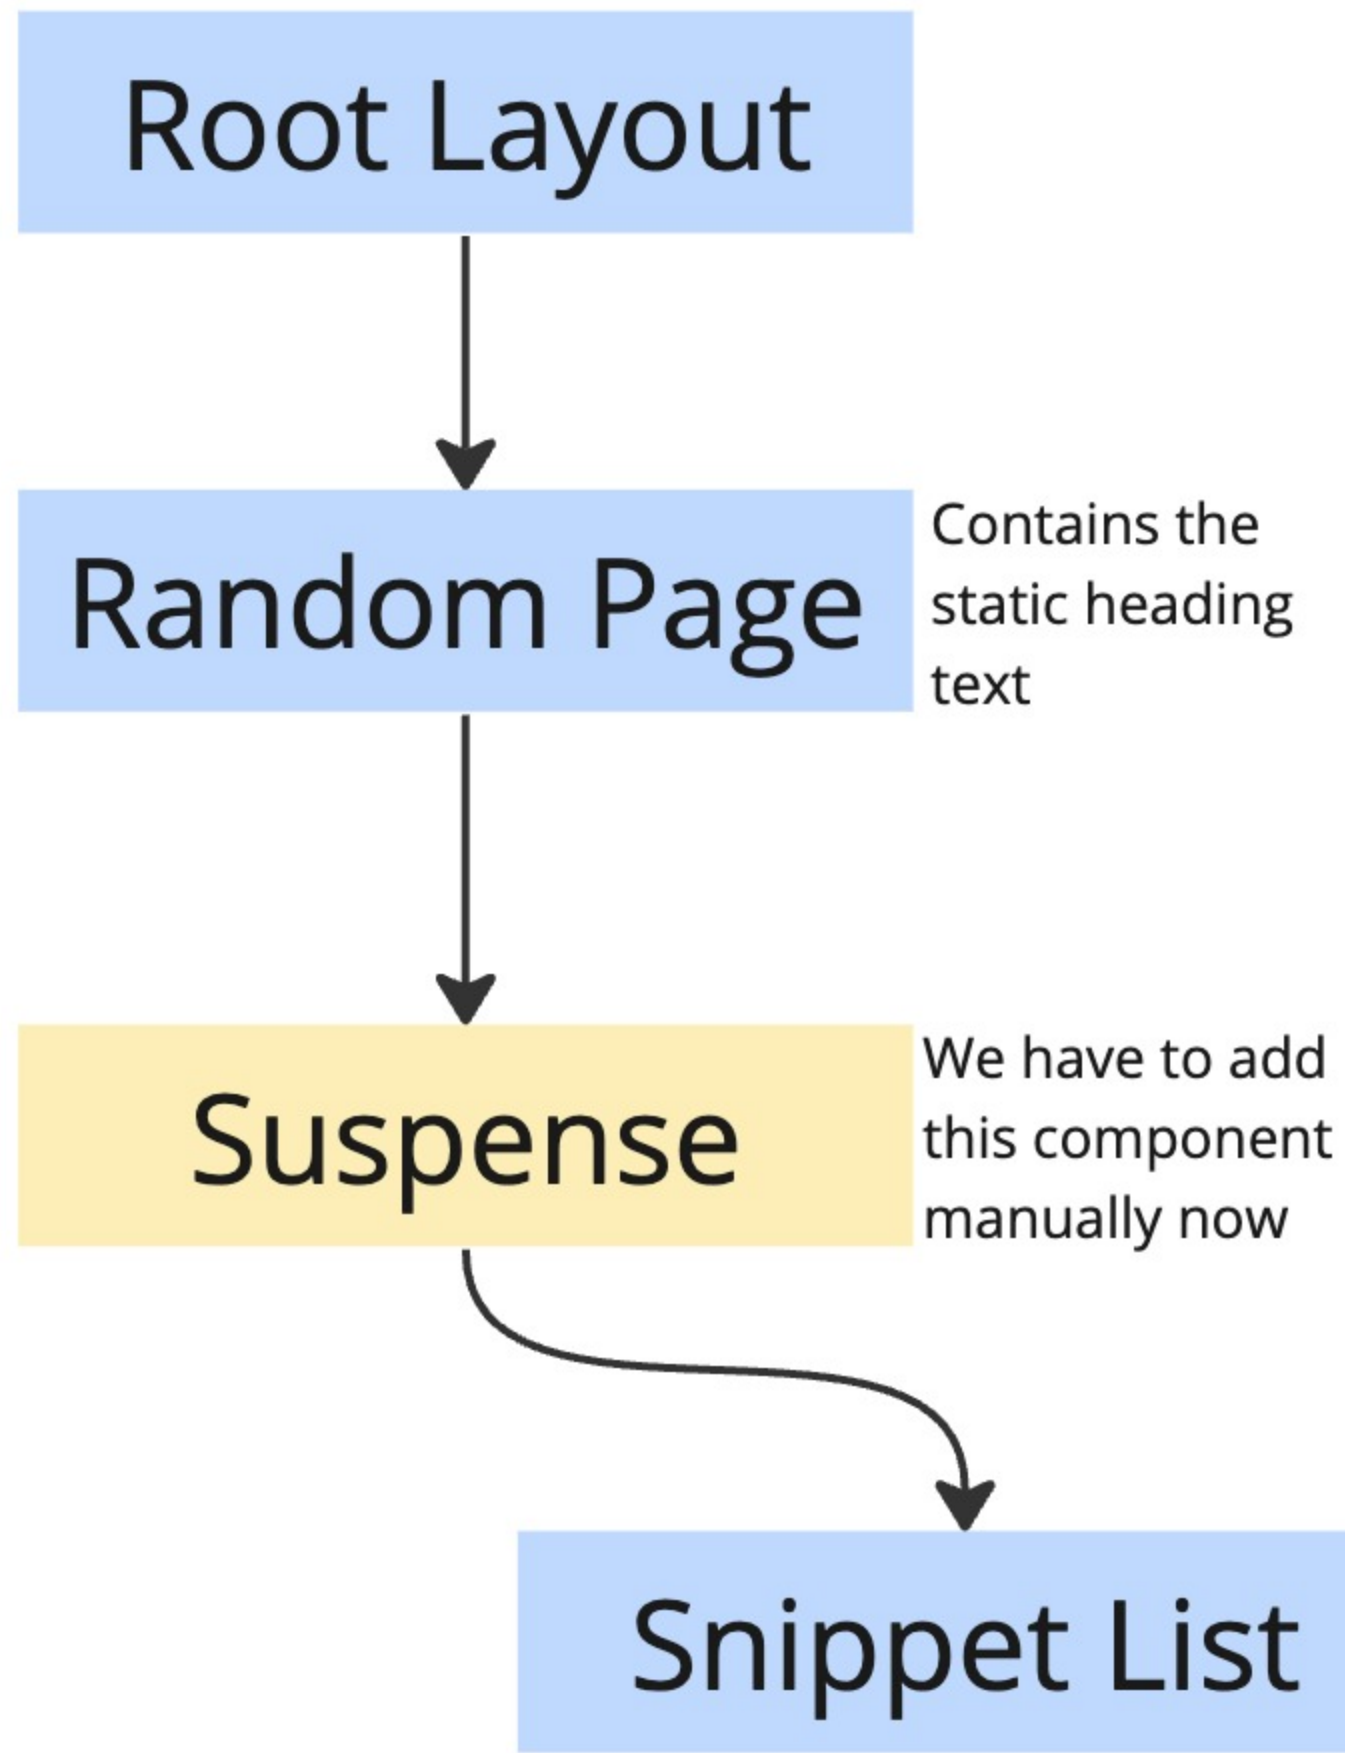 Root Layout
Random Page
Contains the
static heading
text
Suspense
We have to add
this component
manually now
Snippet List